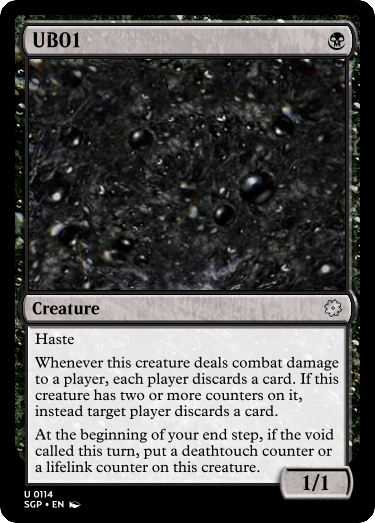 UB01
Creature
Haste
Whenever this creature deals combat damage
to a player, each player discards a card. If this
creature has two or more counters on it,
instead target player discards a card.
At the beginning of your end step, if the void
called this turn, put a deathtouch counter or
a lifelink counter on this creature.
1/1
U 0114
SGP • EN